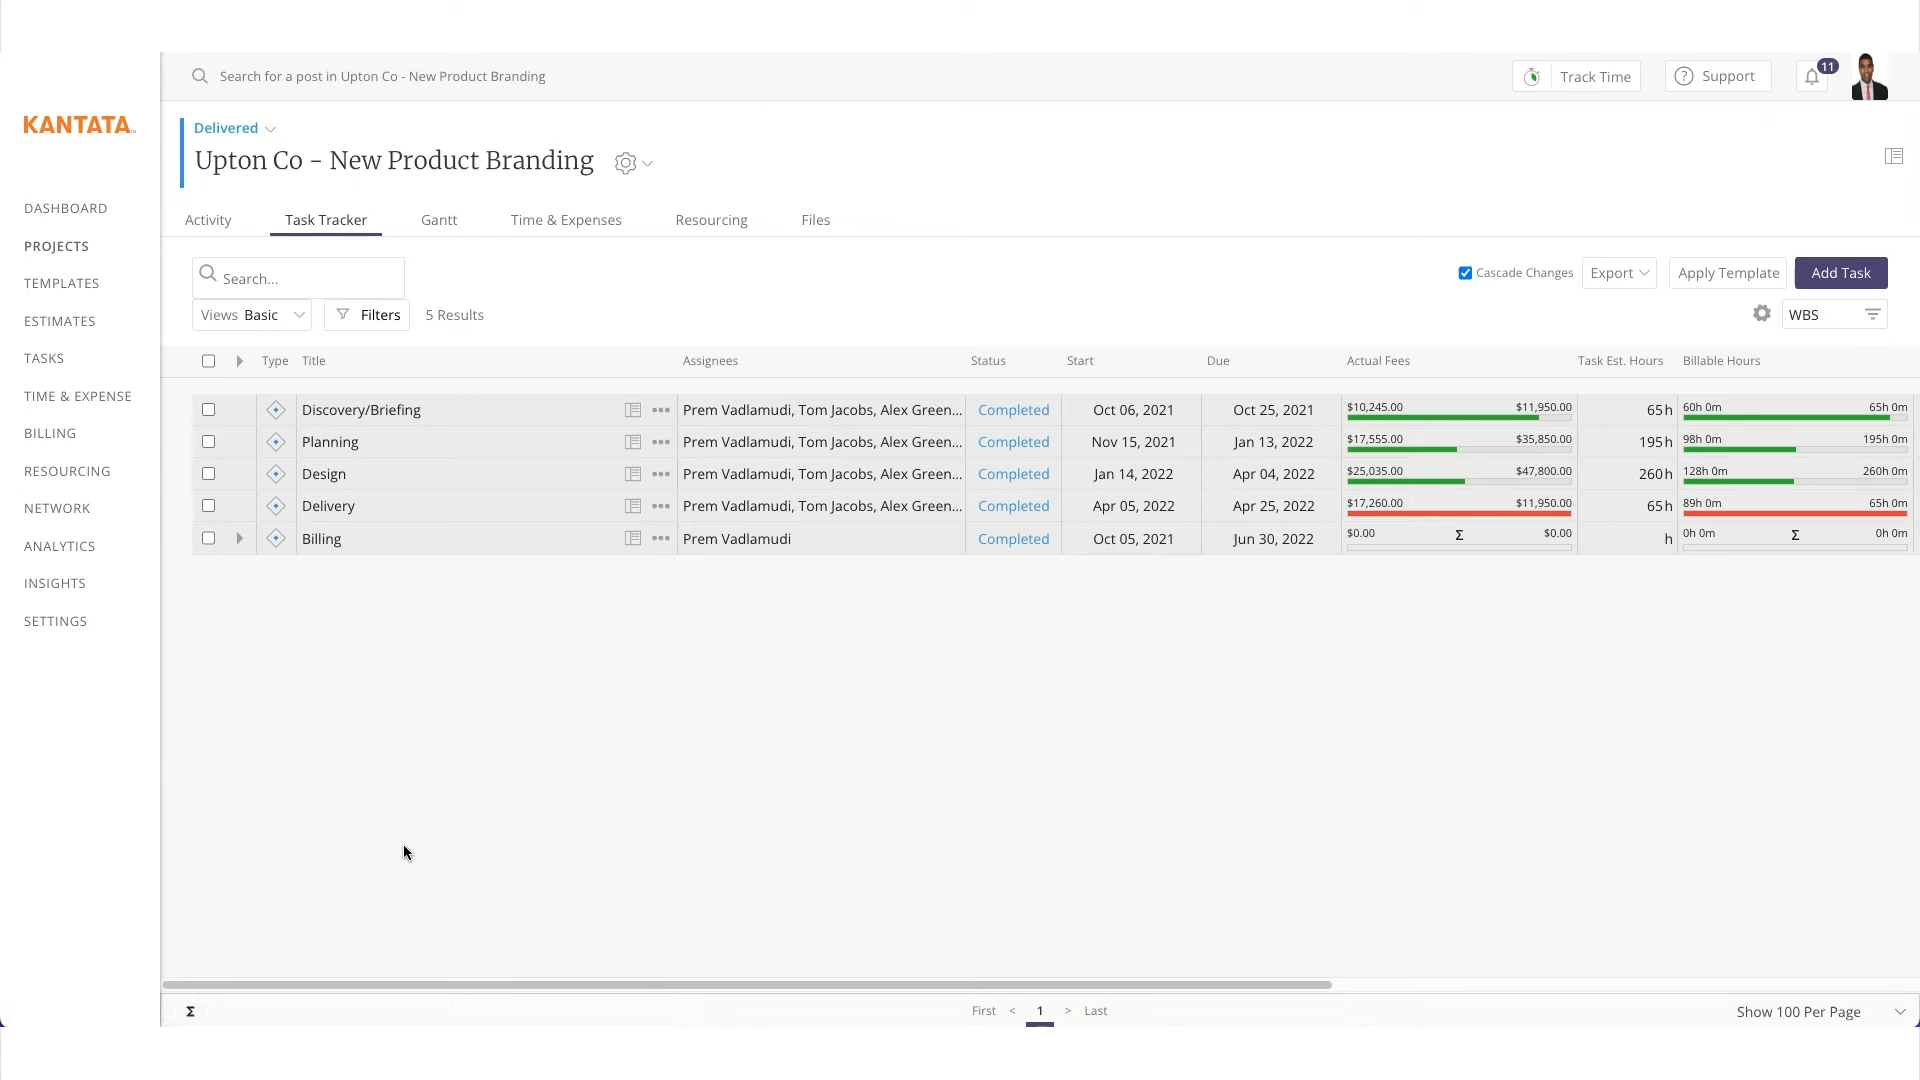 Search for a post in Upton Co - New Product Branding
Track Time
Support
11
KANTATA
Delivered
Upton Co - New Product Branding
DASHBOARD
PROJECTS
TEMPLATES
ESTIMATES
TASKS
TIME & EXPENSE
BILLING
RESOURCING
NETWORK
ANALYTICS
INSIGHTS
SETTINGS
Activity Task Tracker Gantt Time & Expenses Resourcing Files
Search...
Cascade Changes Export Apply Template Add Task
Views Basic Filters 5 Results WBS
Type Title Assignees Status Start Due Actual Fees Task Est. Hours Billable Hours
Discovery/Briefing Prem Vadlamudi, Tom Jacobs, Alex Green... Completed Oct 06, 2021 Oct 25, 2021 $10,245.00 $11,950.00 65h 60h 0m 65h 0m
Planning Prem Vadlamudi, Tom Jacobs, Alex Green... Completed Nov 15, 2021 Jan 13, 2022 $17,555.00 $35,850.00 195h 98h 0m 195h 0m
Design Prem Vadlamudi, Tom Jacobs, Alex Green... Completed Jan 14, 2022 Apr 04, 2022 $25,035.00 $47,800.00 260h 128h 0m 260h 0m
Delivery Prem Vadlamudi, Tom Jacobs, Alex Green... Completed Apr 05, 2022 Apr 25, 2022 $17,260.00 $11,950.00 65h 89h 0m 65h 0m
Billing Prem Vadlamudi Completed Oct 05, 2021 Jun 30, 2022 $0.00 Σ $0.00 h 0h 0m Σ 0h 0m
Σ First < 1 > Last Show 100 Per Page